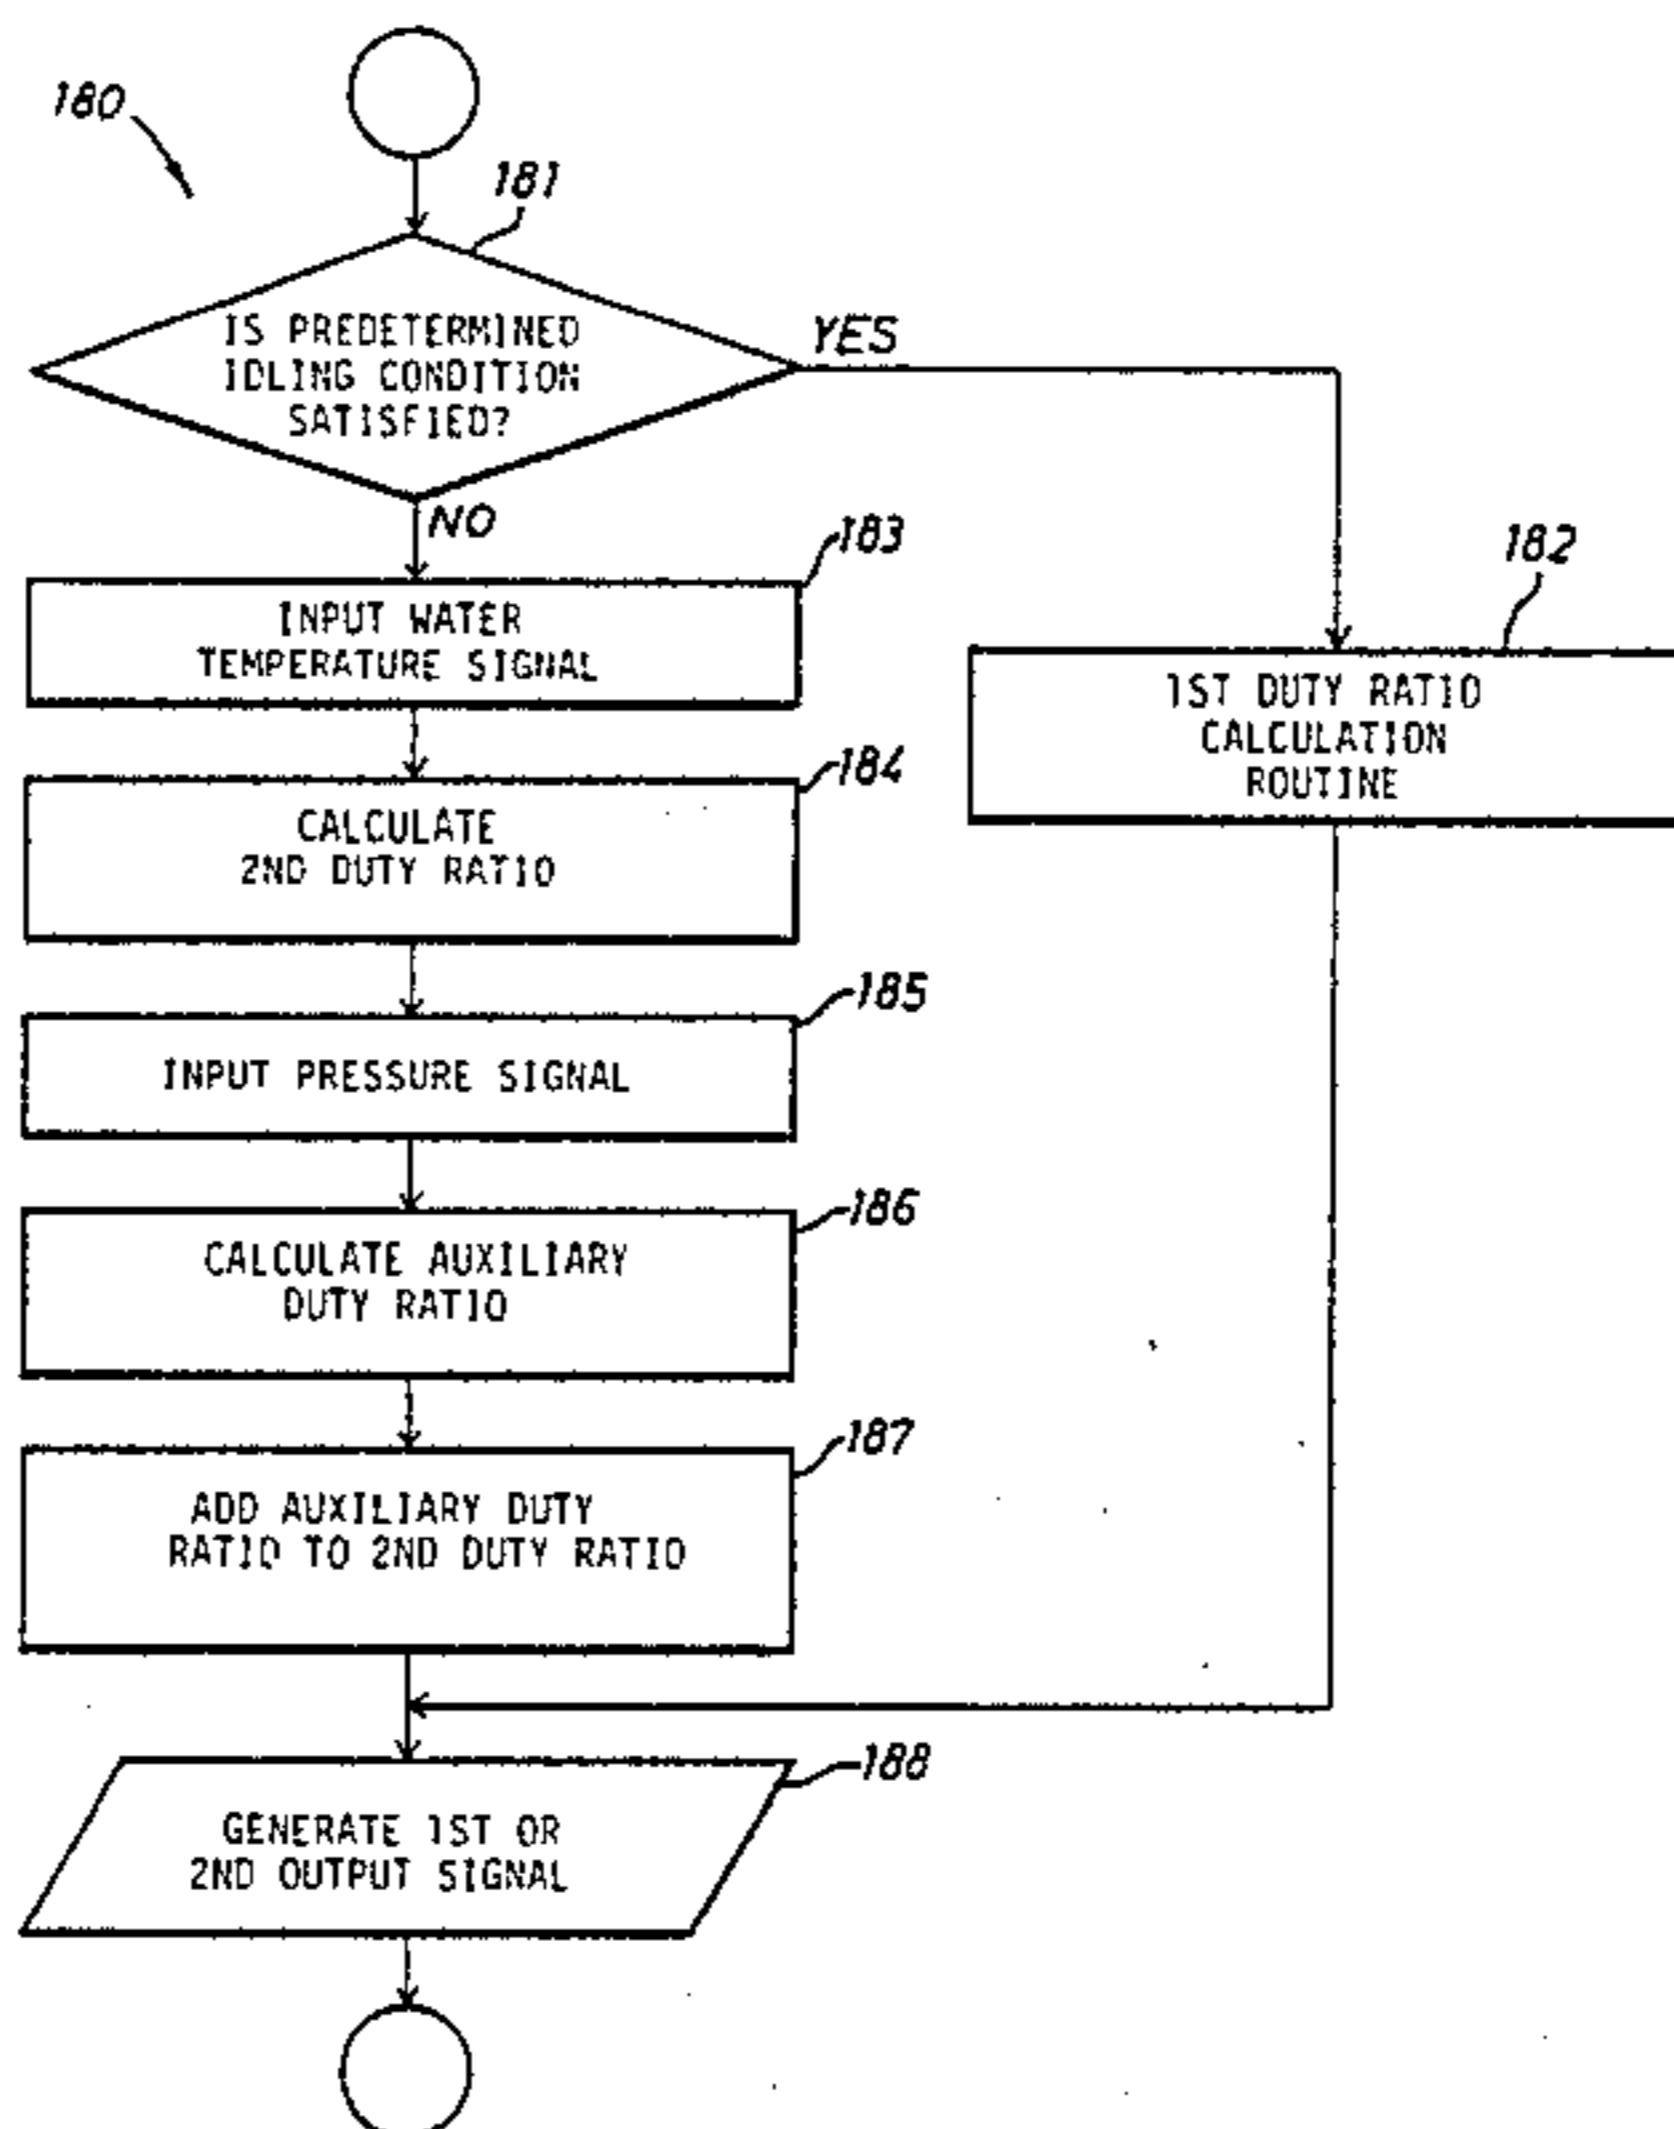 180
181
IS PREDETERMINED
IDLING CONDITION
SATISFIED?
YES
NO
183
INPUT WATER
TEMPERATURE SIGNAL
182
1ST DUTY RATIO
CALCULATION
ROUTINE
184
CALCULATE
2ND DUTY RATIO
185
INPUT PRESSURE SIGNAL
186
CALCULATE AUXILIARY
DUTY RATIO
187
ADD AUXILIARY DUTY
RATIO TO 2ND DUTY RATIO
188
GENERATE 1ST OR
2ND OUTPUT SIGNAL